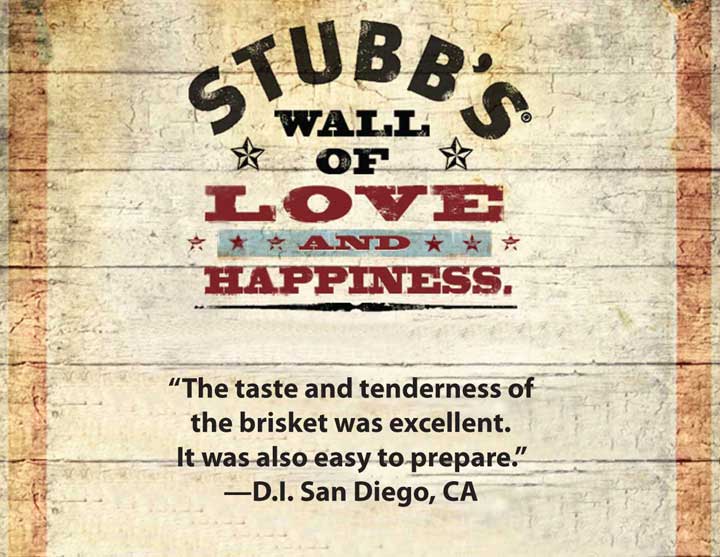 STUBB'S®
WALL
OF
LOVE
AND
HAPPINESS.
“The taste and tenderness of
the brisket was excellent.
It was also easy to prepare.”
—D.I. San Diego, CA